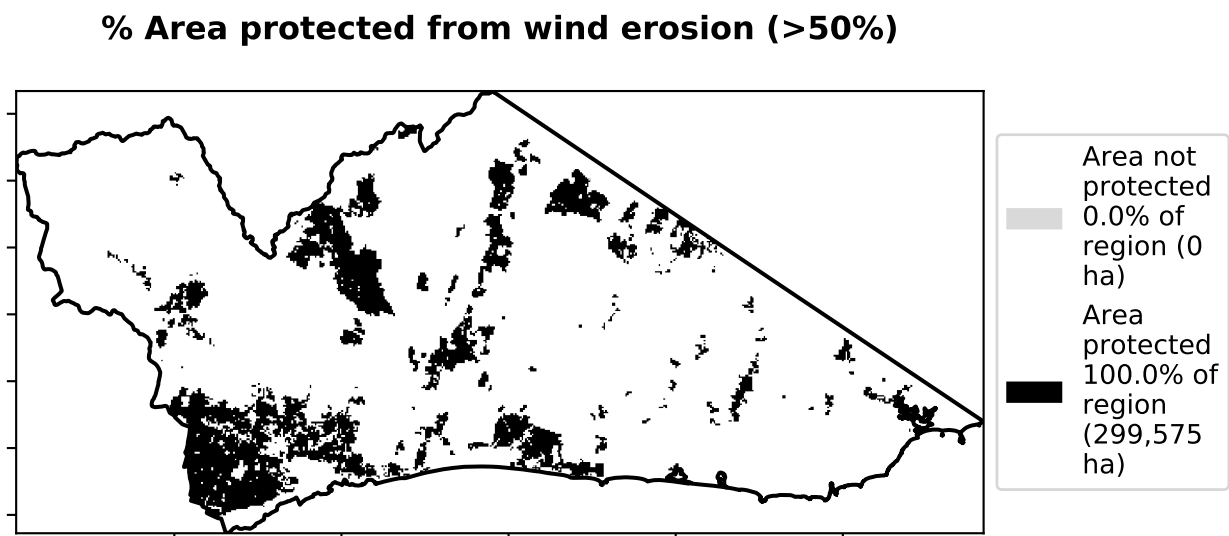 % Area protected from wind erosion (>50%)
Area not
protected
0.0% of
region (0
ha)
Area
protected
100.0% of
region
(299,575
ha)